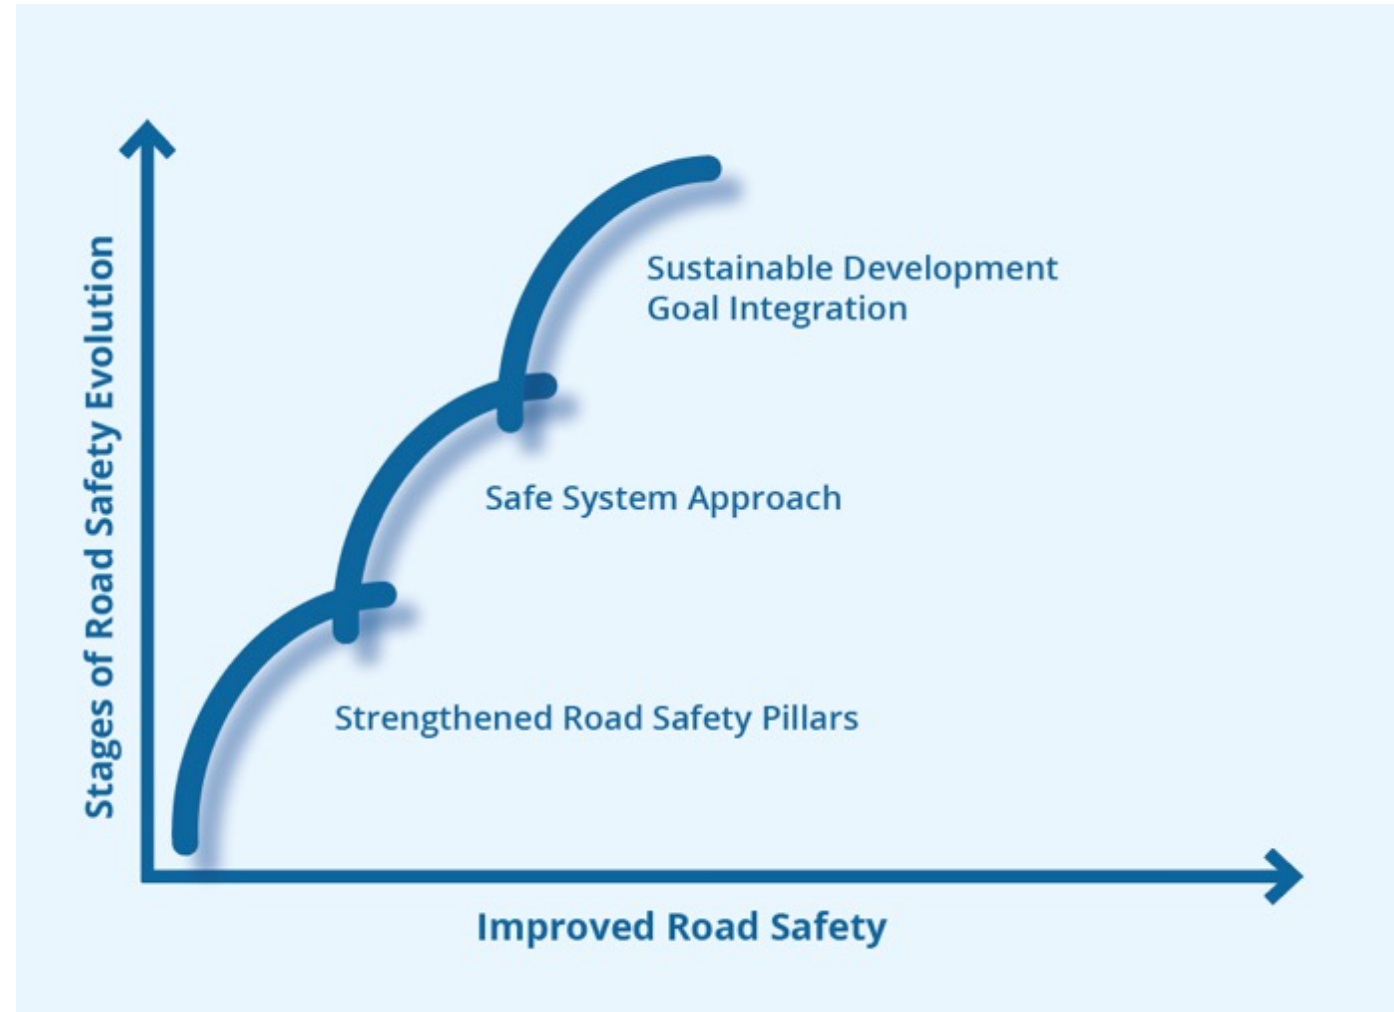 Stages of Road Safety Evolution
Sustainable Development
Goal Integration
Safe System Approach
Strengthened Road Safety Pillars
Improved Road Safety